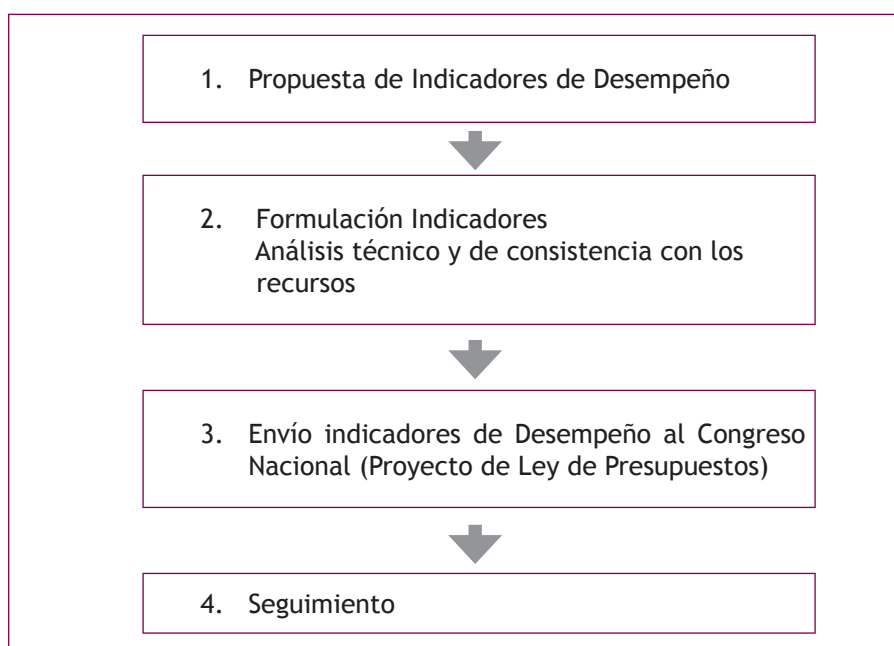 1. Propuesta de Indicadores de Desempeño
2. Formulación Indicadores
Análisis técnico y de consistencia con los
recursos
3. Envío indicadores de Desempeño al Congreso
Nacional (Proyecto de Ley de Presupuestos)
4. Seguimiento